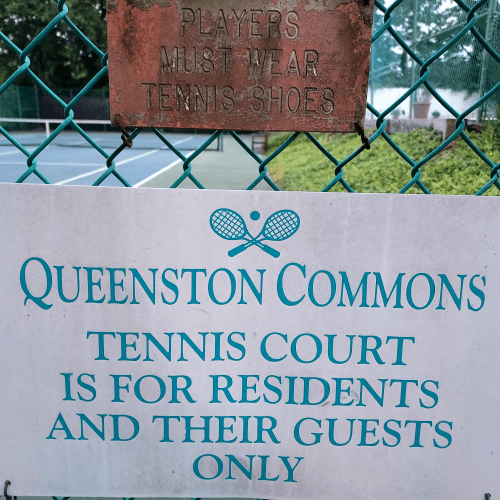 PLAYERS
MUST WEAR
TENNIS SHOES
QUEENSTON COMMONS
TENNIS COURT
IS FOR RESIDENTS
AND THEIR GUESTS
ONLY